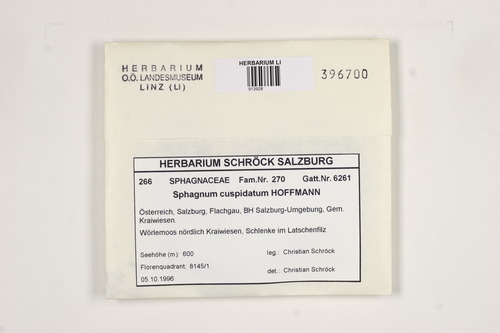 HERBARIUM
O.Ö. LANDESMUSEUM
LINZ (LI)
HERBARIUM LI
913928
396700
HERBARIUM SCHRÖCK SALZBURG
266 SPHAGNACEAE Fam.Nr. 270 Gatt.Nr. 6261
Sphagnum cuspidatum HOFFMANN
Österreich, Salzburg, Flachgau, BH Salzburg-Umgebung, Gem.
Kraiwiesen.
Wörlemoos nördlich Kraiwiesen, Schlenke im Latschenfilz
Seehöhe (m): 600 leg.: Christian Schröck
Florenquadrant: 8145/1
det.: Christian Schröck
05.10.1996